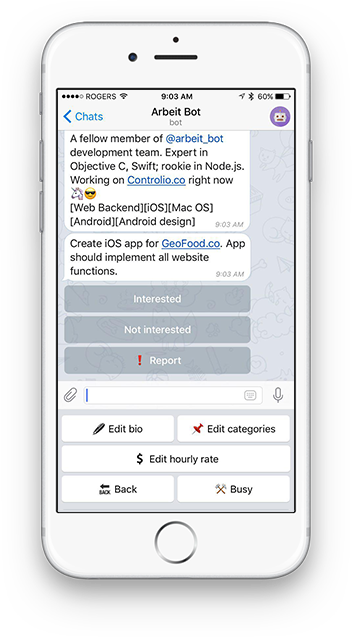 ROGERS 9:03 AM 60%
Chats Arbeit Bot
bot
A fellow member of @arbeit_bot
development team. Expert in
Objective C, Swift; rookie in Node.js.
Working on Controlio.co right now
🦄😎
[Web Backend][iOS][Mac OS]
[Android][Android design]
9:03 AM
Create iOS app for GeoFood.co. App
should implement all website
functions.
9:03 AM
Interested
Not interested
❗ Report
🖋 Edit bio 📌 Edit categories
$ Edit hourly rate
🔙 Back ⚒ Busy